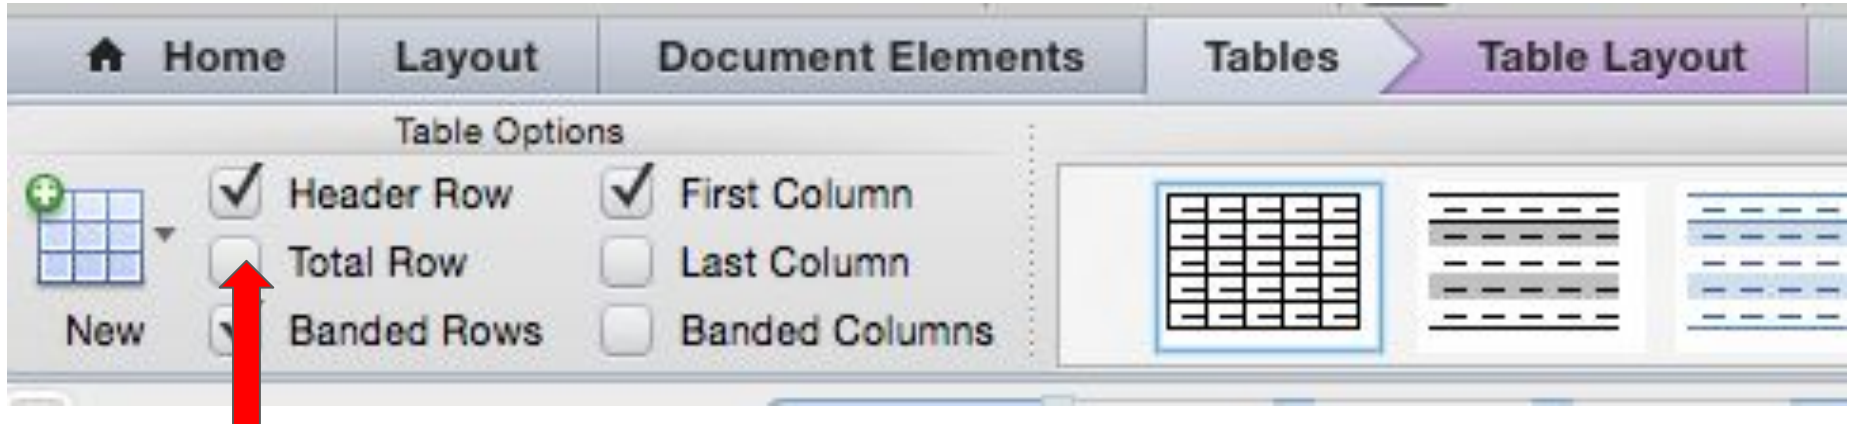 Home Layout Document Elements Tables Table Layout
Table Options
Header Row First Column
Total Row Last Column
New Banded Rows Banded Columns